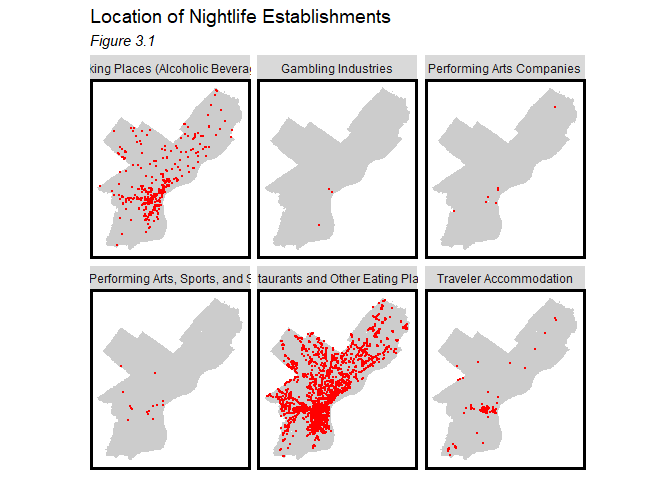 Location of Nightlife Establishments
Figure 3.1
king Places (Alcoholic Beverag
Gambling Industries
Performing Arts Companies
Performing Arts, Sports, and S
taurants and Other Eating Pla
Traveler Accommodation